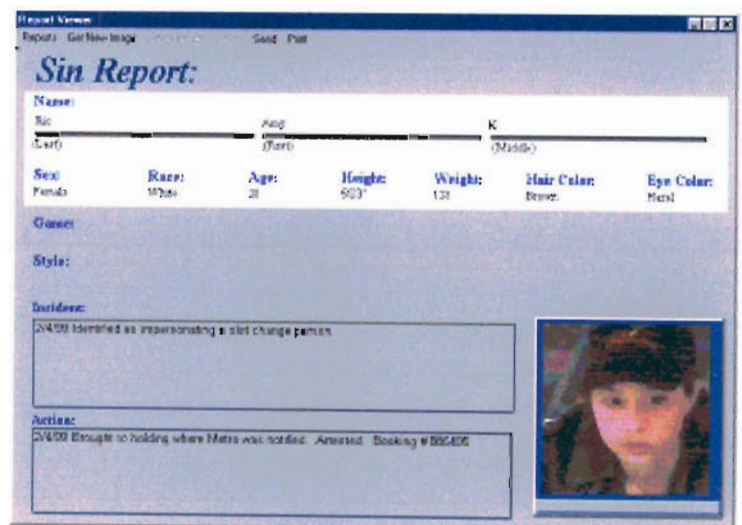 Report Viewer
Reports Get New Image Send Print
Sin Report:
Name:
Ric Amy K
(Last) (First) (Middle)
Sex: Race: Age: Height: Weight: Hair Color: Eye Color:
Female White Brown Hazel
Game:
Style:
Incident:
2/4/99 Identified as impersonating a slot change person.
Action:
2/4/99 Brought to holding where Metro was notified. Arrested. Booking #